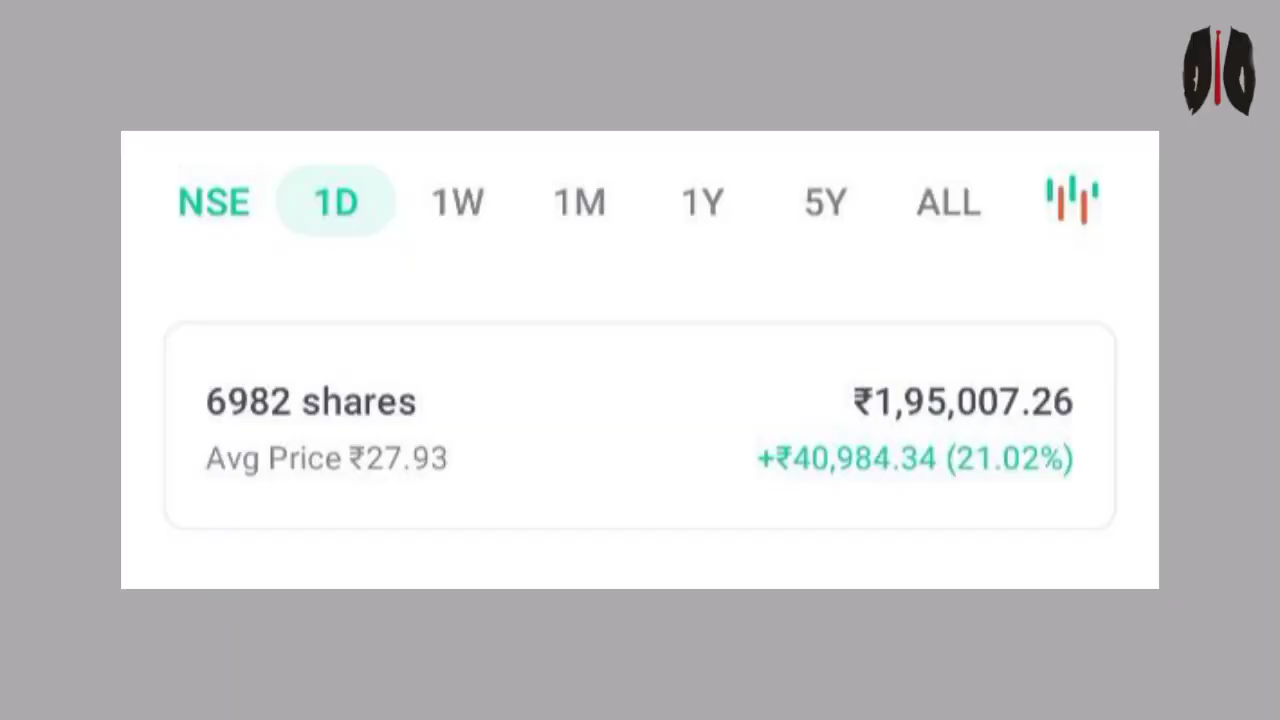 NSE 1D 1W 1M 1Y 5Y ALL
6982 shares ₹1,95,007.26
Avg Price ₹27.93 +₹40,984.34 (21.02%)